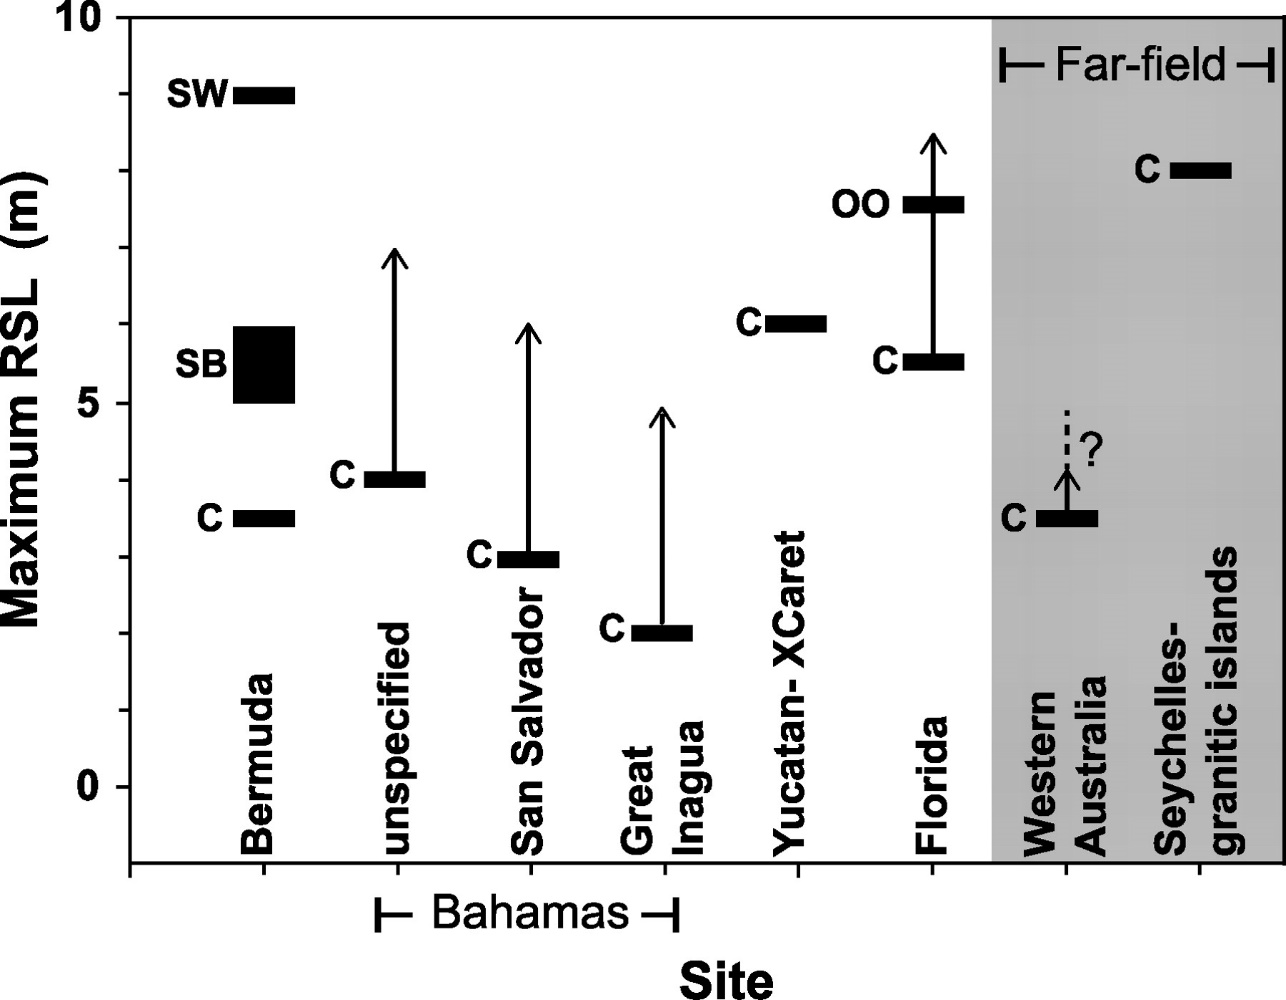 10
5
0
Maximum RSL (m)
SW
SB
C
C
C
C
C
OO
C
C
?
C
Far-field
Bermuda
unspecified
San Salvador
Great
Inagua
Yucatan- XCaret
Florida
Western
Australia
Seychelles-
granitic islands
Bahamas
Site